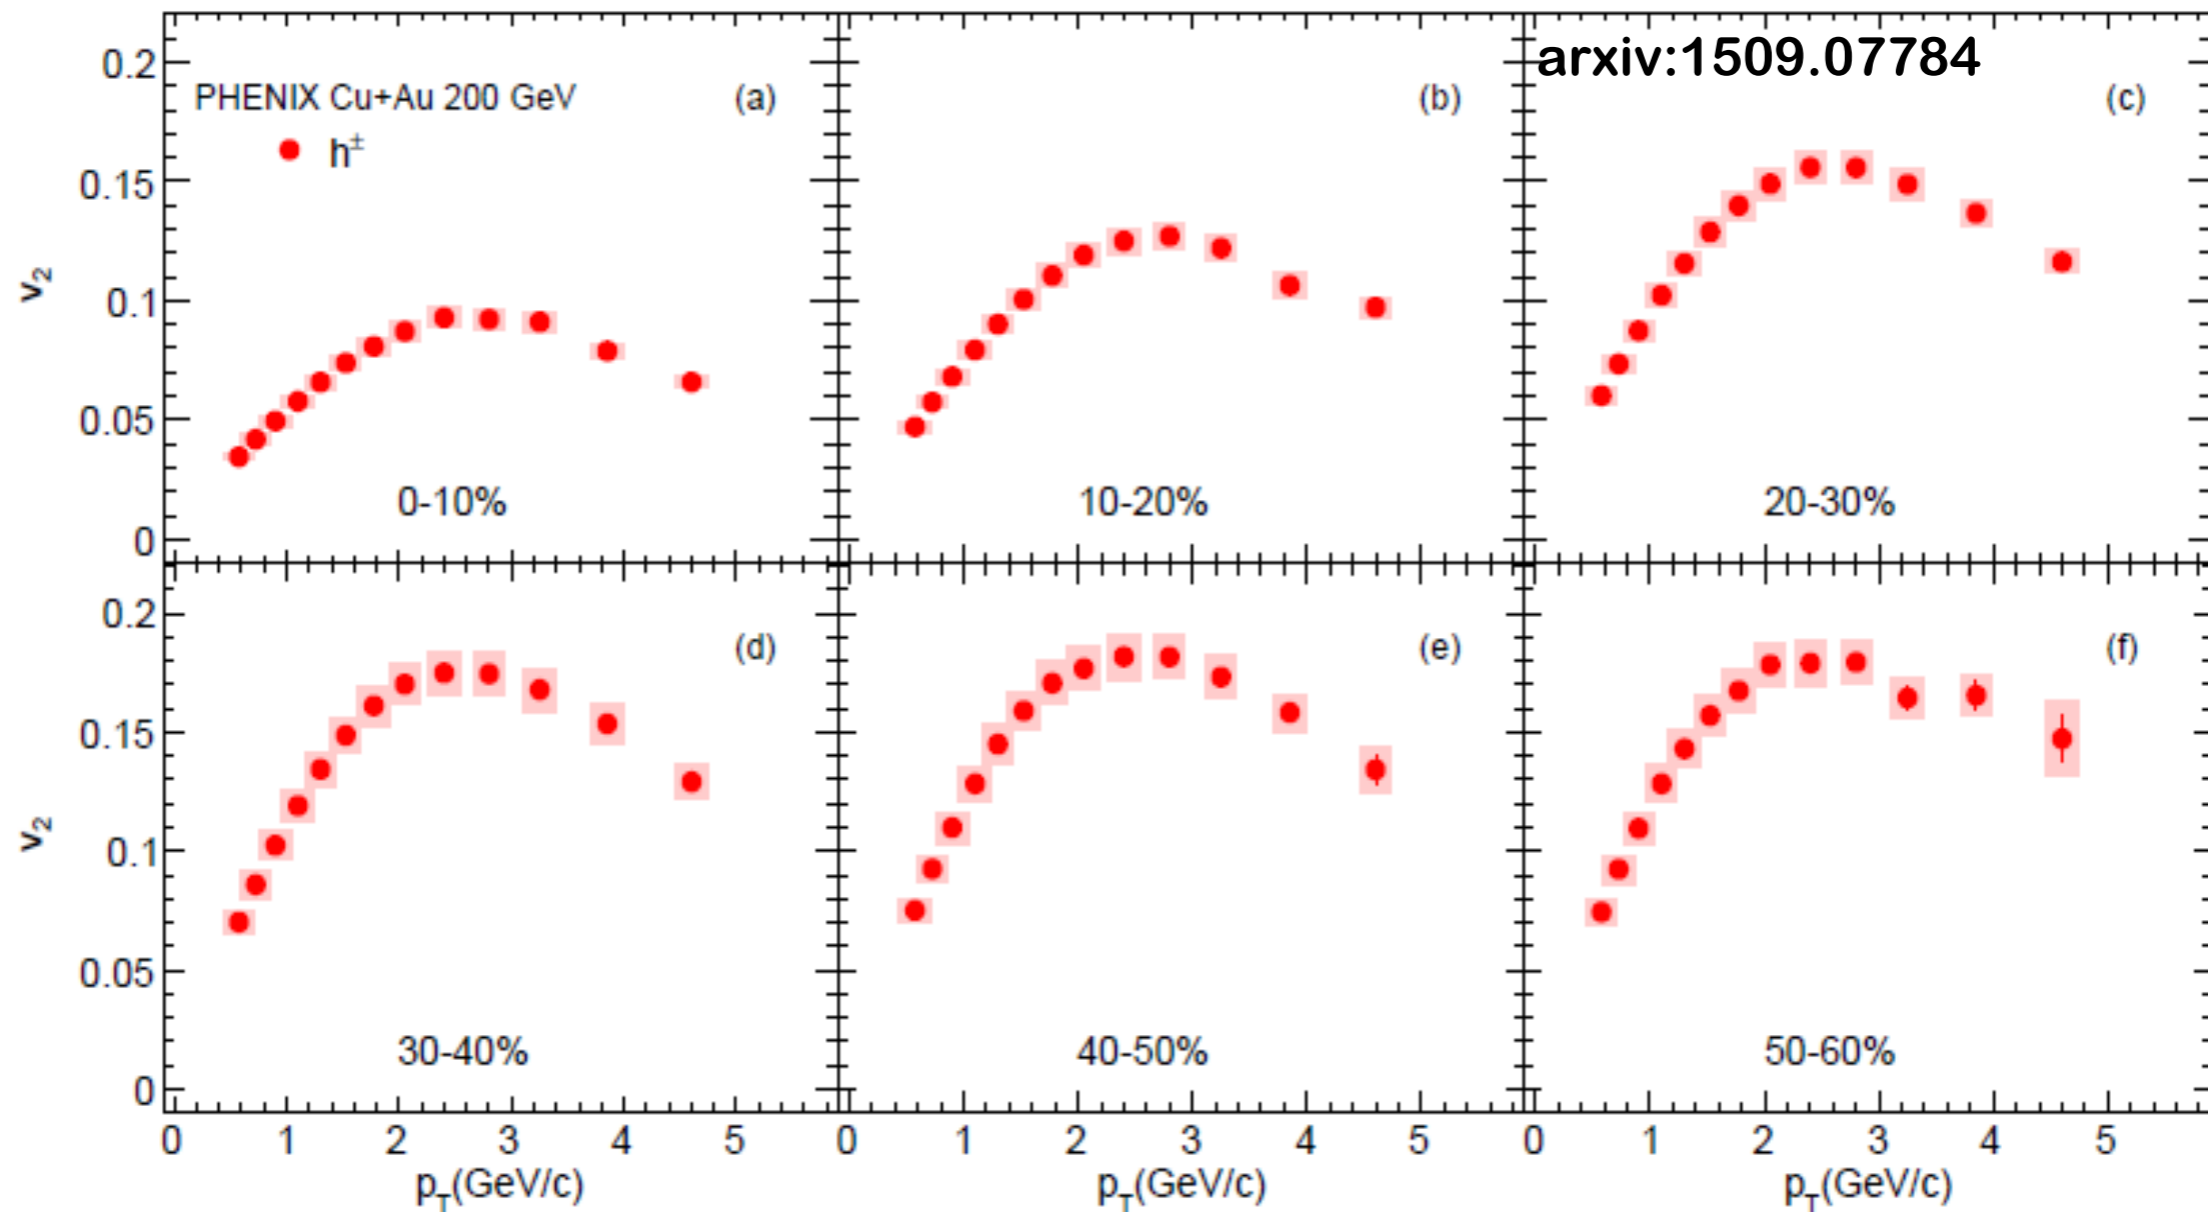 arxiv:1509.07784
0.2
PHENIX Cu+Au 200 GeV
(a)
(b)
(c)
h±
0.15
v2
0.1
0.05
0-10%
10-20%
20-30%
0
0.2
(d)
(e)
(f)
0.15
v2
0.1
0.05
30-40%
40-50%
50-60%
0
0 1 2 3 4 5
0 1 2 3 4 5
0 1 2 3 4 5
pT(GeV/c)
pT(GeV/c)
pT(GeV/c)